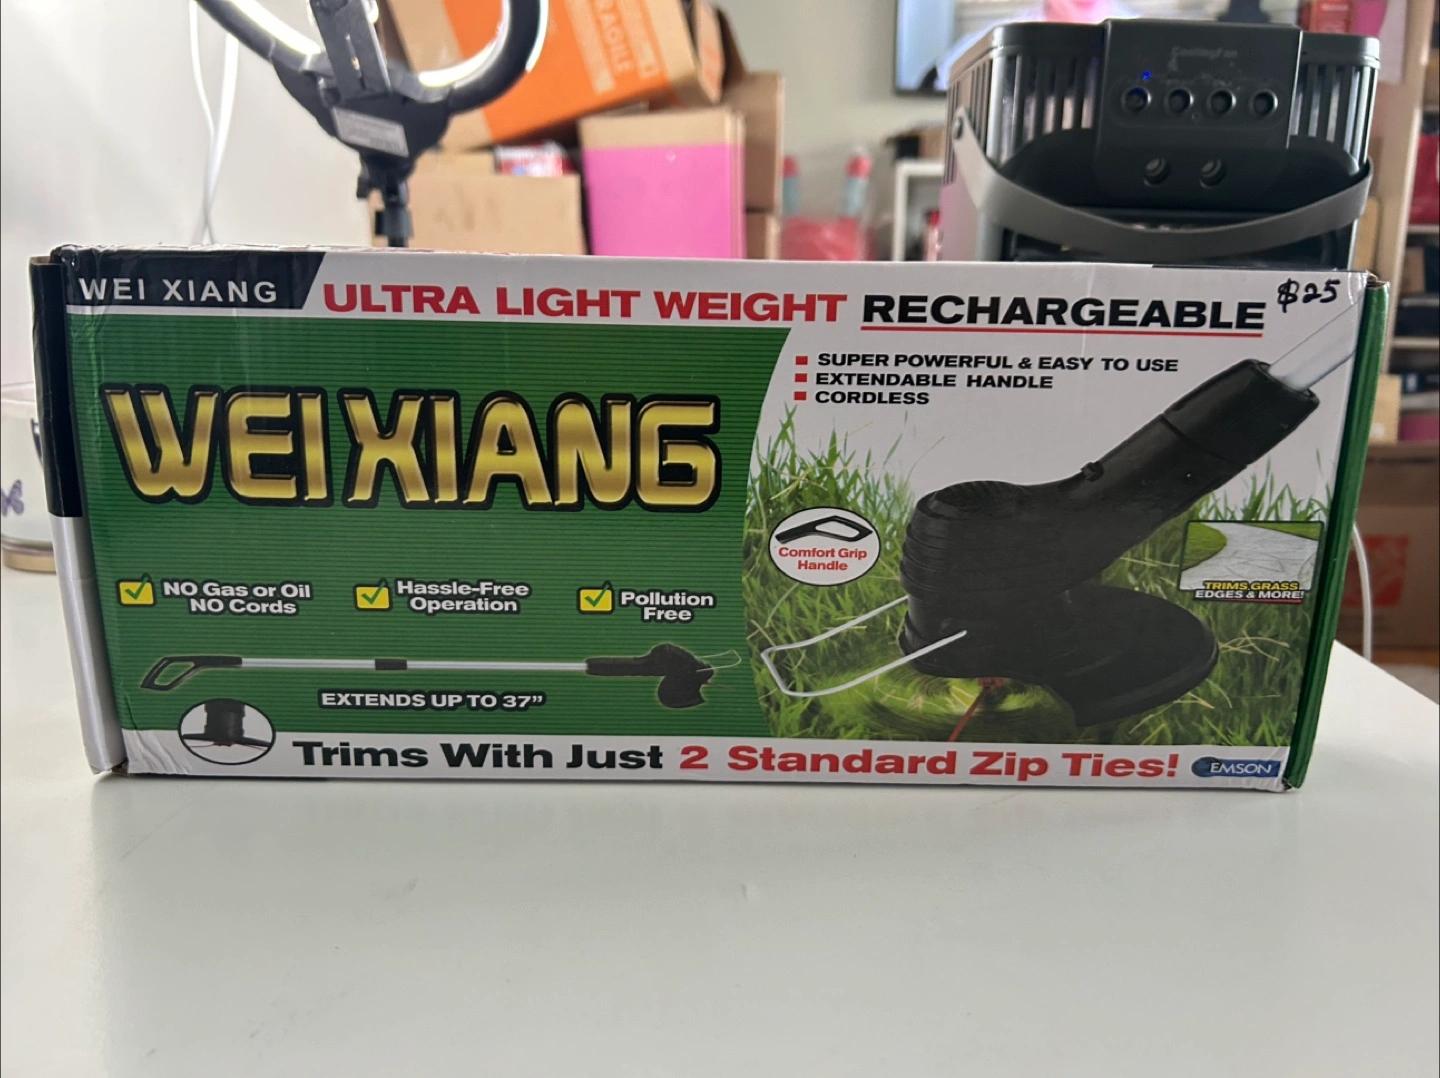 FRAGILE
CoolingFan
WEI XIANG
ULTRA LIGHT WEIGHT RECHARGEABLE
$25
SUPER POWERFUL & EASY TO USE
EXTENDABLE HANDLE
CORDLESS
WEI XIANG
Comfort Grip
Handle
TRIMS GRASS
EDGES & MORE!
NO Gas or Oil
NO Cords
Hassle-Free
Operation
Pollution
Free
EXTENDS UP TO 37”
Trims With Just 2 Standard Zip Ties!
EMSON